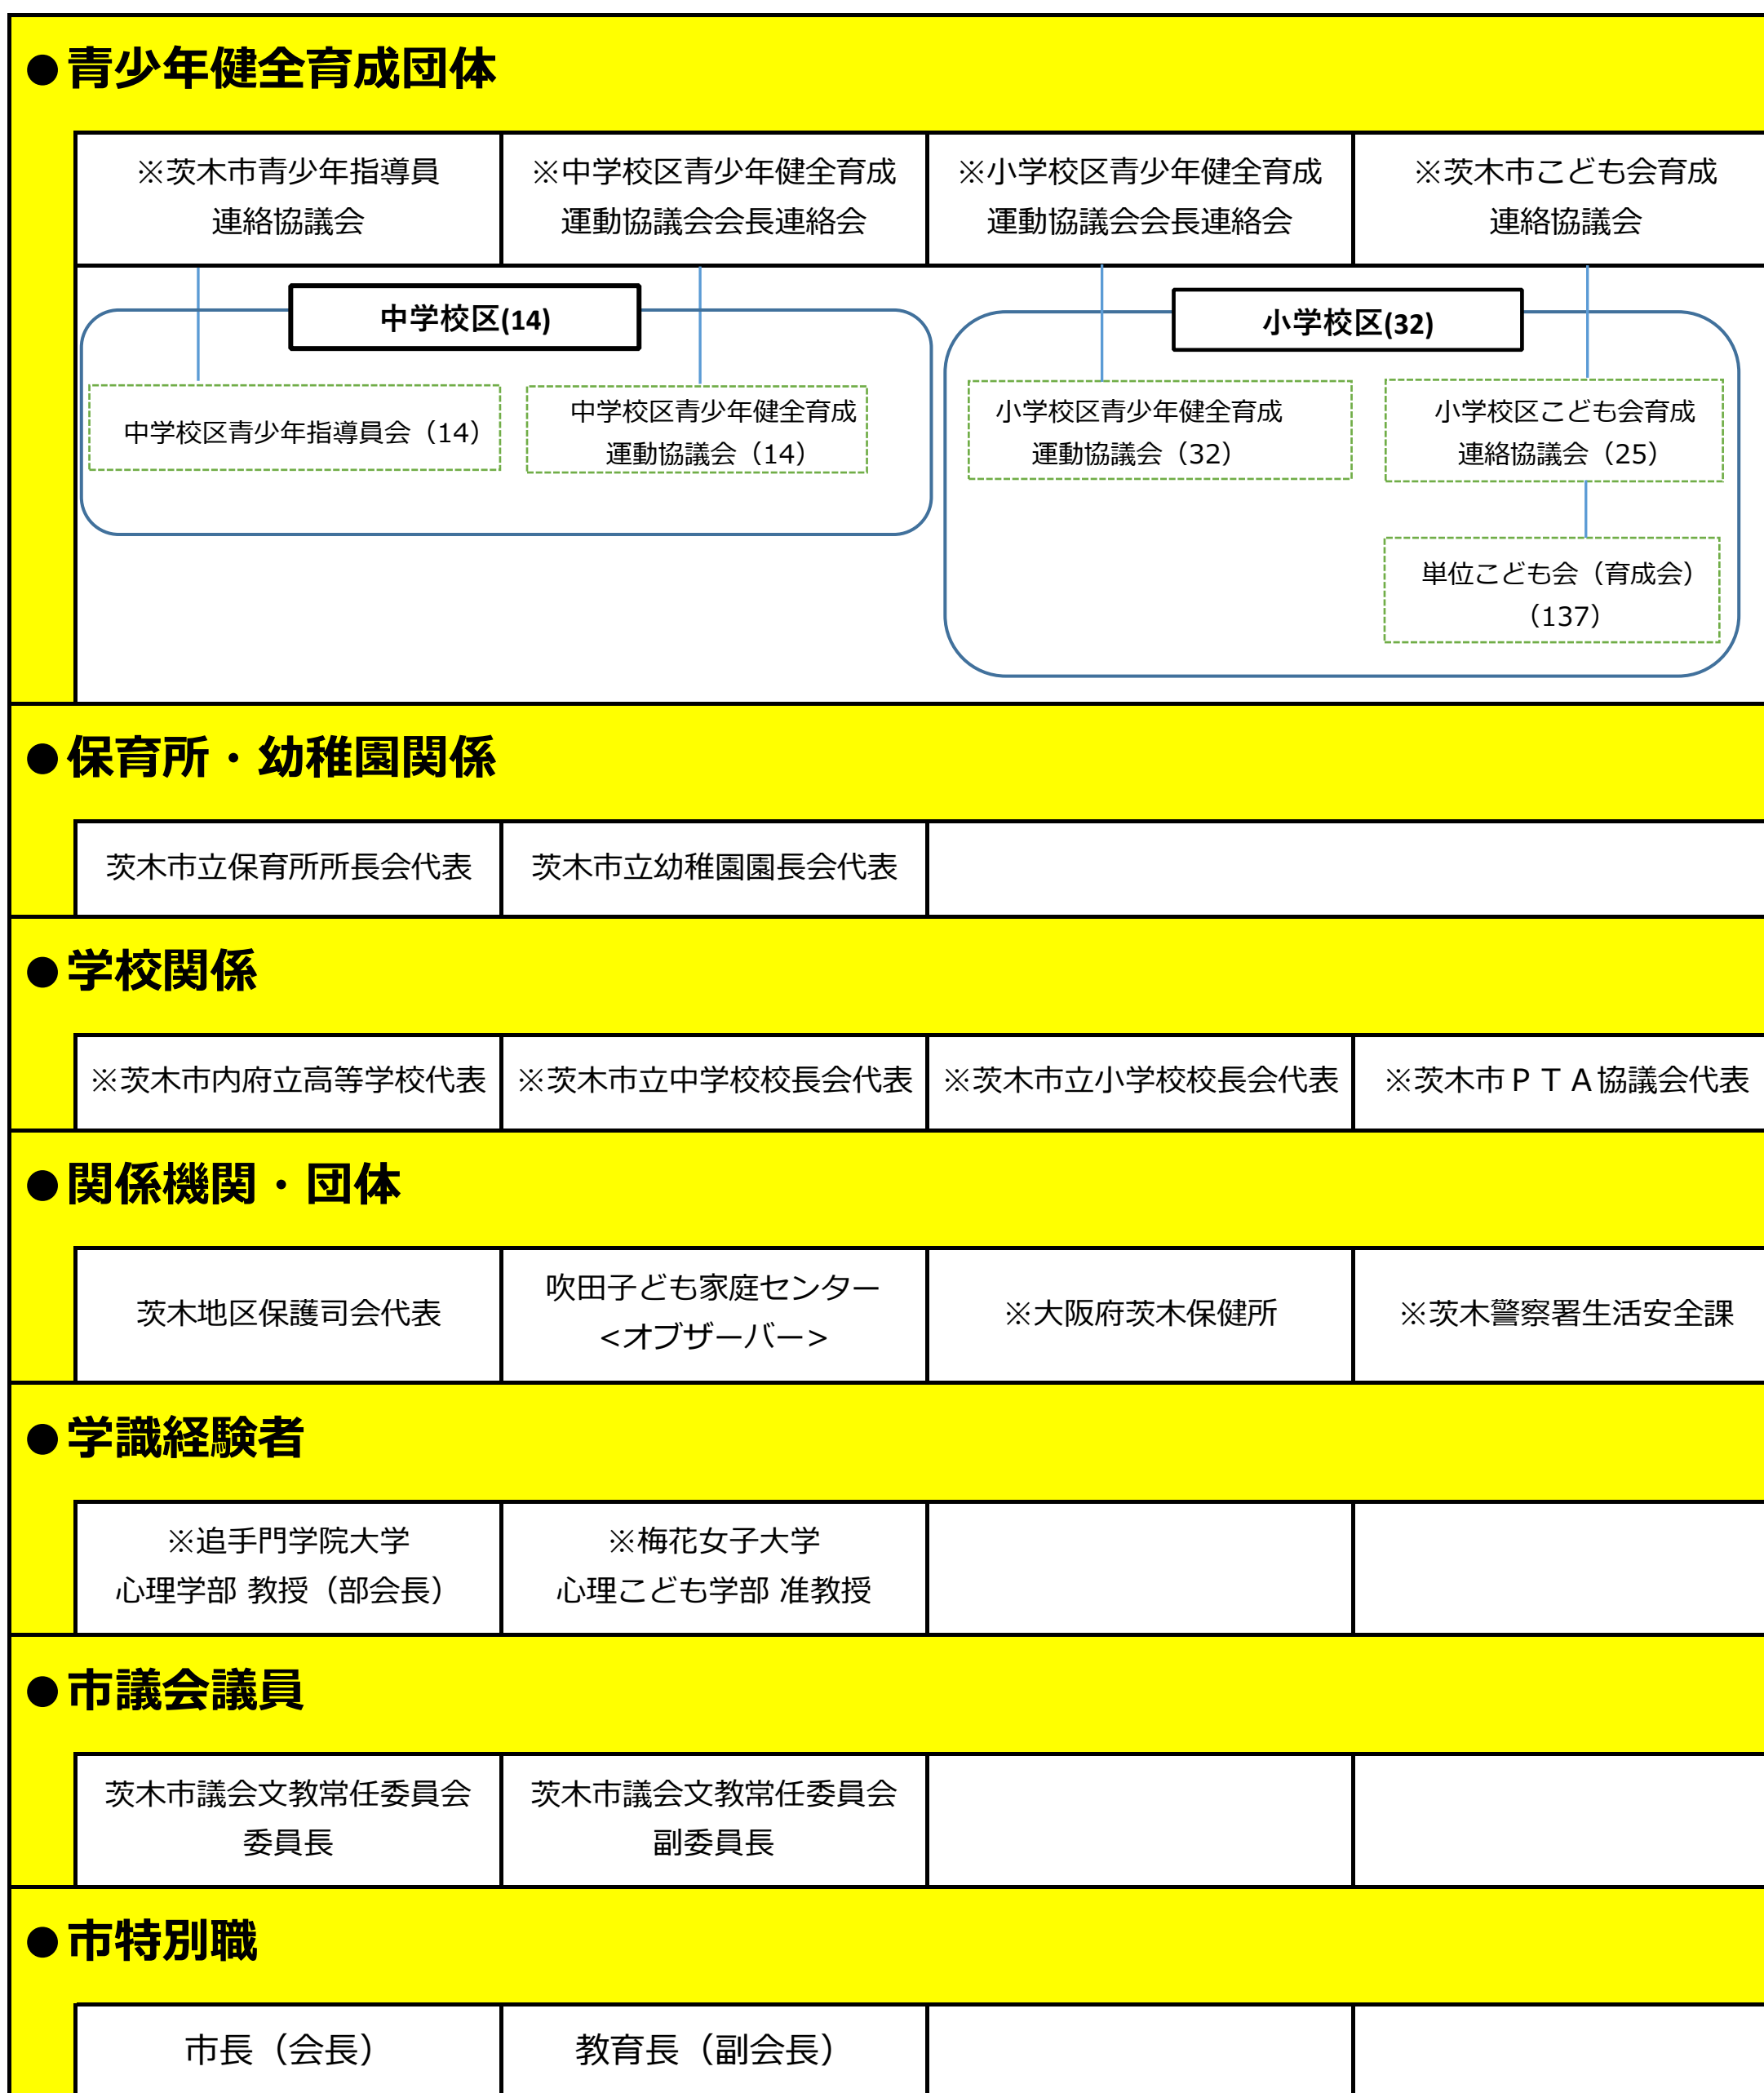 ●青少年健全育成団体
※茨木市青少年指導員
連絡協議会
※中学校区青少年健全育成
運動協議会会長連絡会
※小学校区青少年健全育成
運動協議会会長連絡会
※茨木市こども会育成
連絡協議会
中学校区(14)
中学校区青少年指導員会（14）
中学校区青少年健全育成
運動協議会（14）
小学校区(32)
小学校区青少年健全育成
運動協議会（32）
小学校区こども会育成
連絡協議会（25）
単位こども会（育成会）
（137）
●保育所・幼稚園関係
茨木市立保育所所長会代表
茨木市立幼稚園園長会代表
●学校関係
※茨木市内府立高等学校代表
※茨木市立中学校校長会代表
※茨木市立小学校校長会代表
※茨木市ＰＴＡ協議会代表
●関係機関・団体
茨木地区保護司会代表
吹田子ども家庭センター
<オブザーバー>
※大阪府茨木保健所
※茨木警察署生活安全課
●学識経験者
※追手門学院大学
心理学部 教授（部会長）
※梅花女子大学
心理こども学部 准教授
●市議会議員
茨木市議会文教常任委員会
委員長
茨木市議会文教常任委員会
副委員長
●市特別職
市長（会長）
教育長（副会長）